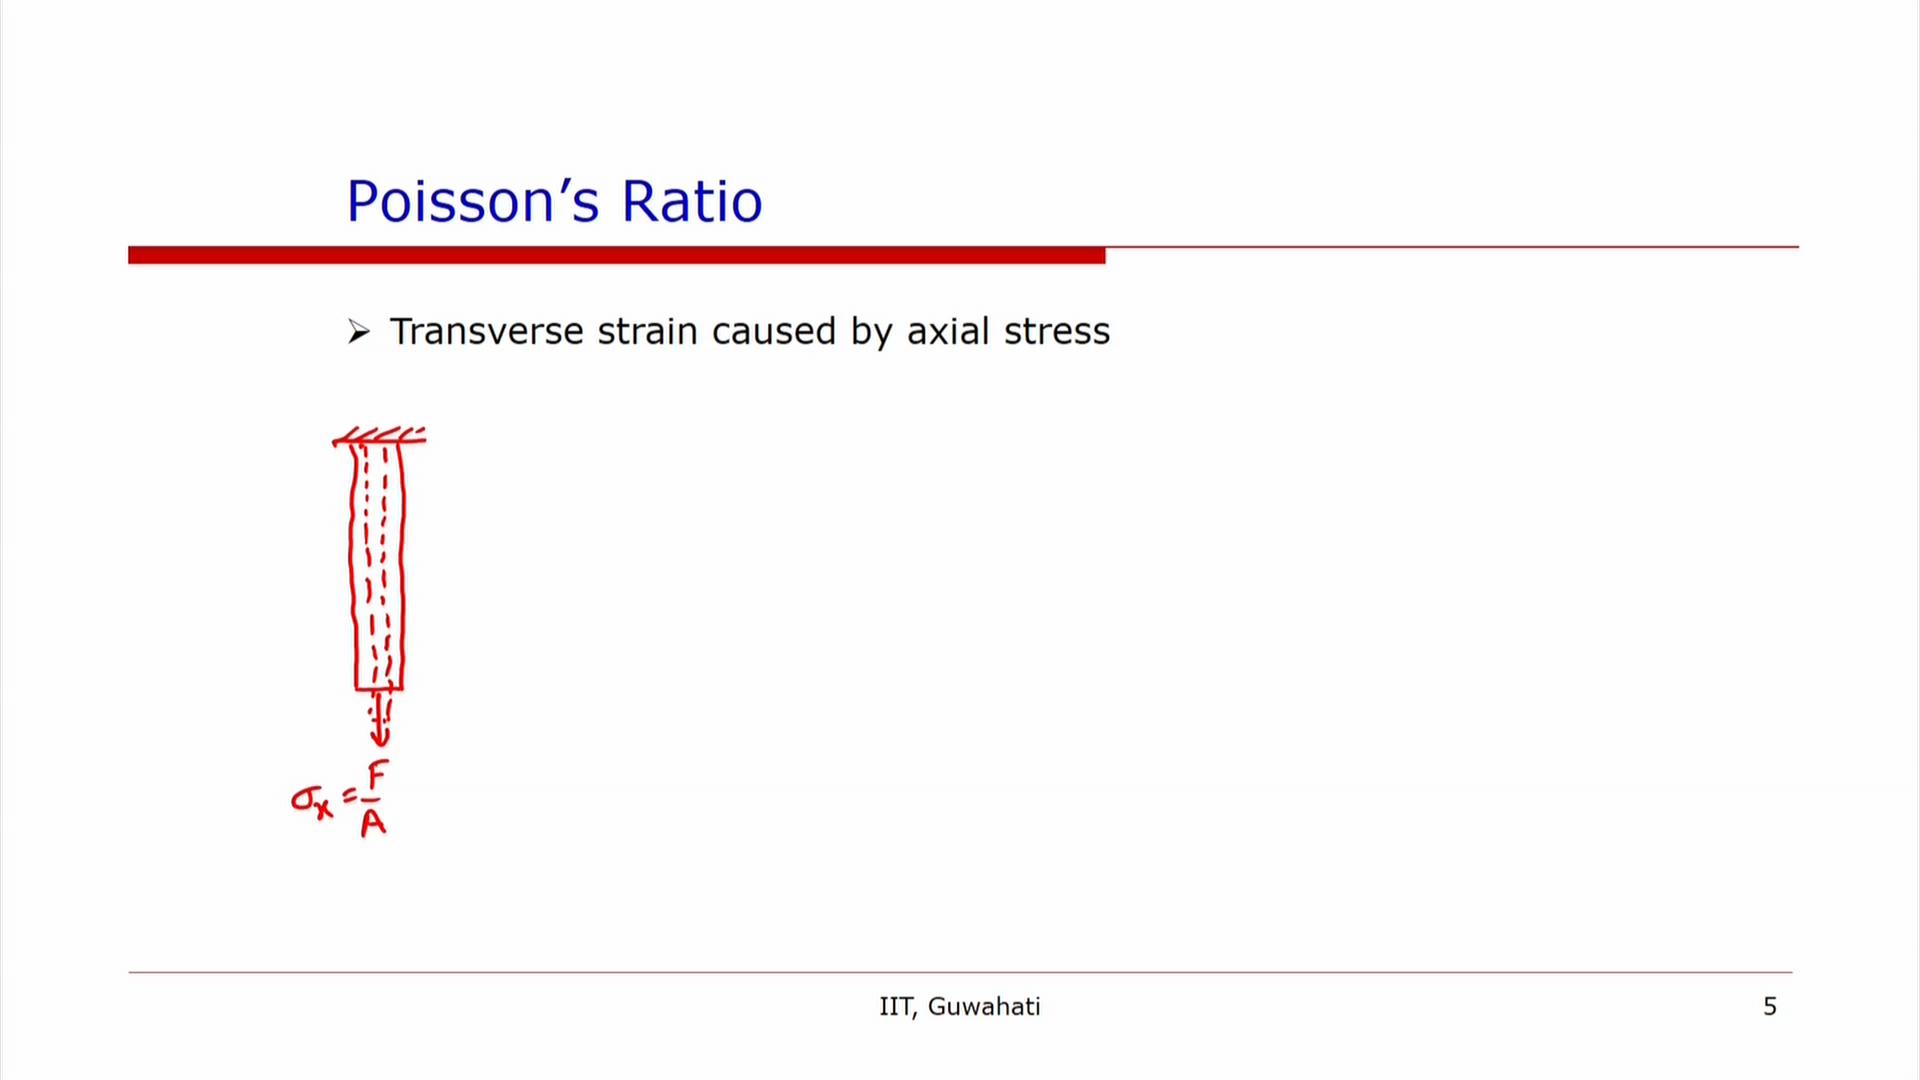 Poisson’s Ratio
➢ Transverse strain caused by axial stress
σx = F/A
IIT, Guwahati
5